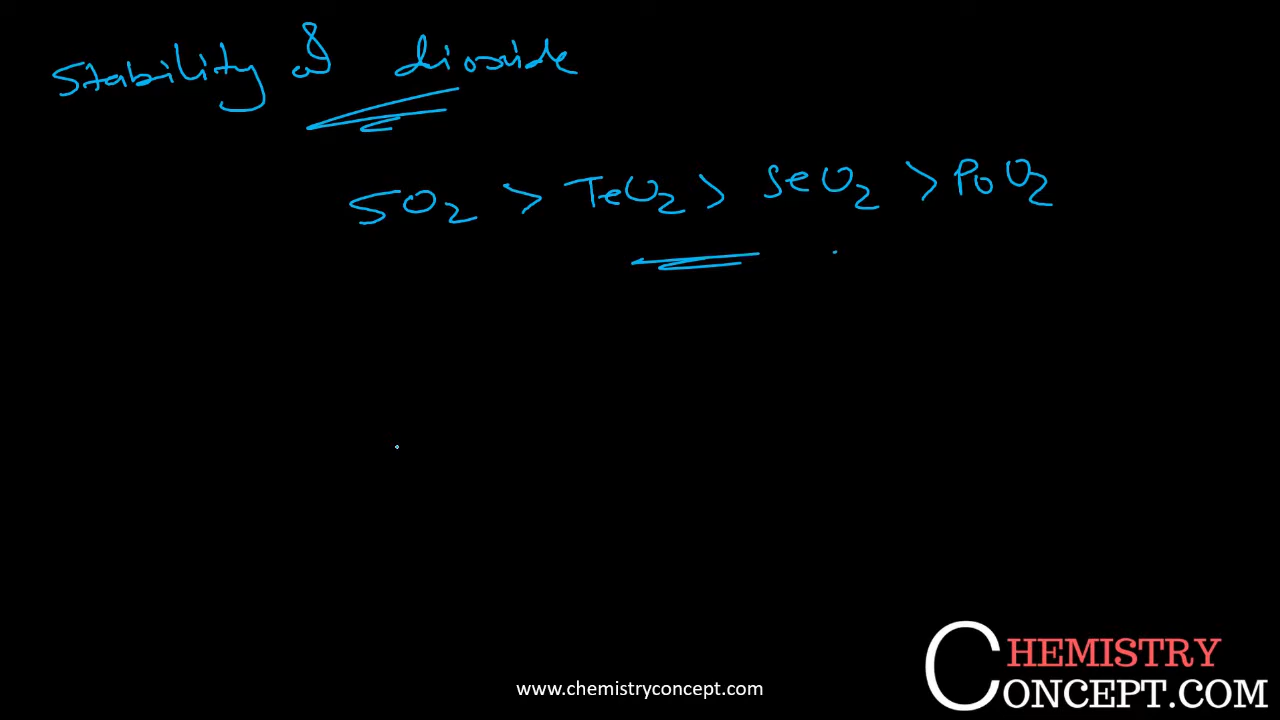 Stability of dioxide
SO2 > TeO2 > SeO2 > PoO2
CHEMISTRY
CONCEPT.COM
www.chemistryconcept.com